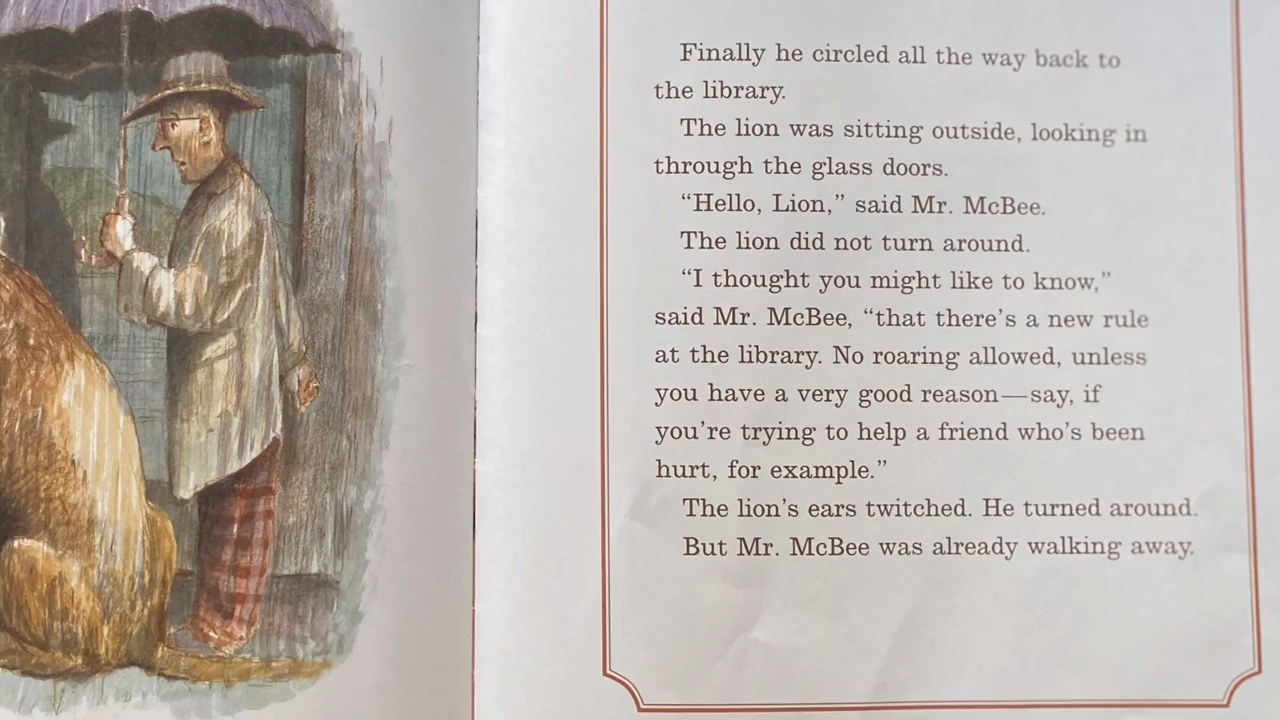 Finally he circled all the way back to
the library.
The lion was sitting outside, looking in
through the glass doors.
“Hello, Lion,” said Mr. McBee.
The lion did not turn around.
“I thought you might like to know,”
said Mr. McBee, “that there’s a new rule
at the library. No roaring allowed, unless
you have a very good reason—say, if
you’re trying to help a friend who’s been
hurt, for example.”
The lion’s ears twitched. He turned around.
But Mr. McBee was already walking away.